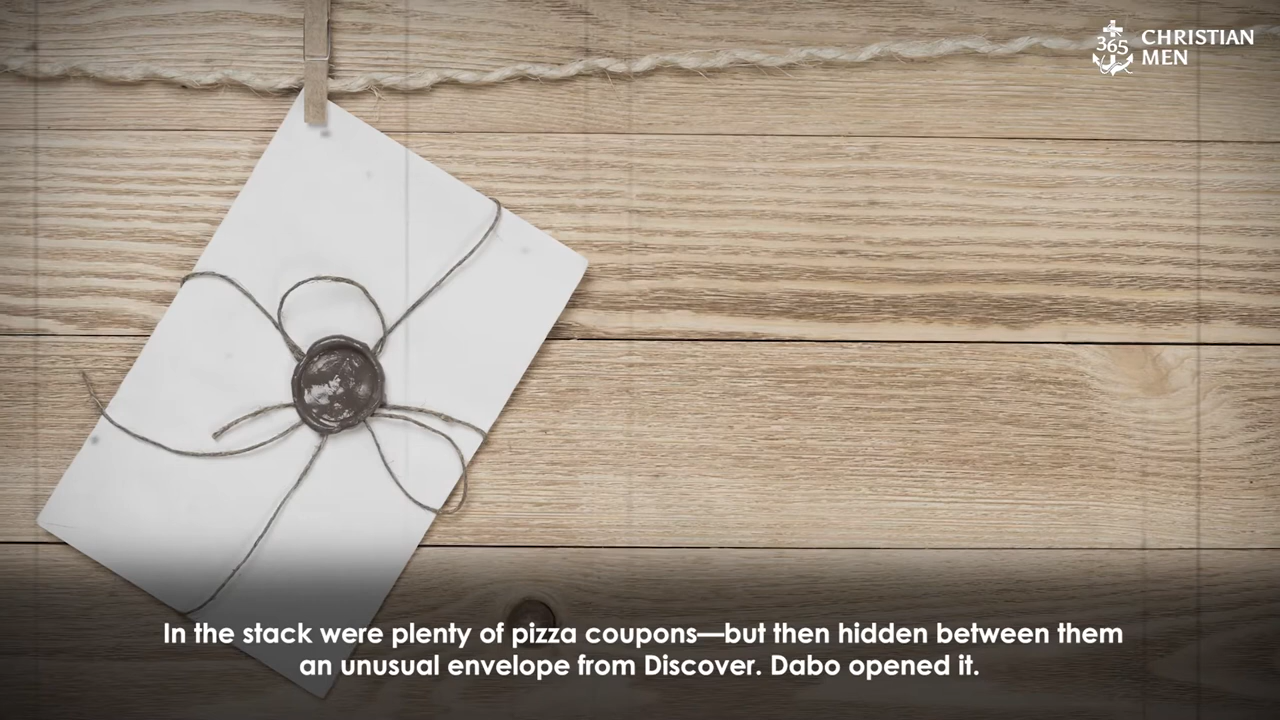 365
CHRISTIAN
MEN
In the stack were plenty of pizza coupons—but then hidden between them
an unusual envelope from Discover. Dabo opened it.